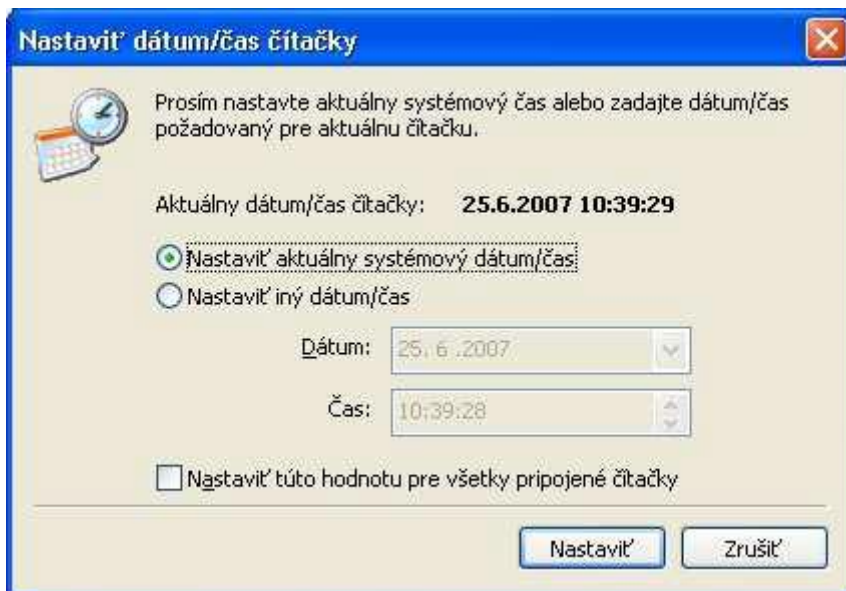 Nastaviť dátum/čas čítačky
Prosím nastavte aktuálny systémový čas alebo zadajte dátum/čas
požadovaný pre aktuálnu čítačku.
Aktuálny dátum/čas čítačky: 25.6.2007 10:39:29
Nastaviť aktuálny systémový dátum/čas
Nastaviť iný dátum/čas
Dátum: 25. 6 .2007
Čas: 10:39:28
Nastaviť túto hodnotu pre všetky pripojené čítačky
Nastaviť Zrušiť